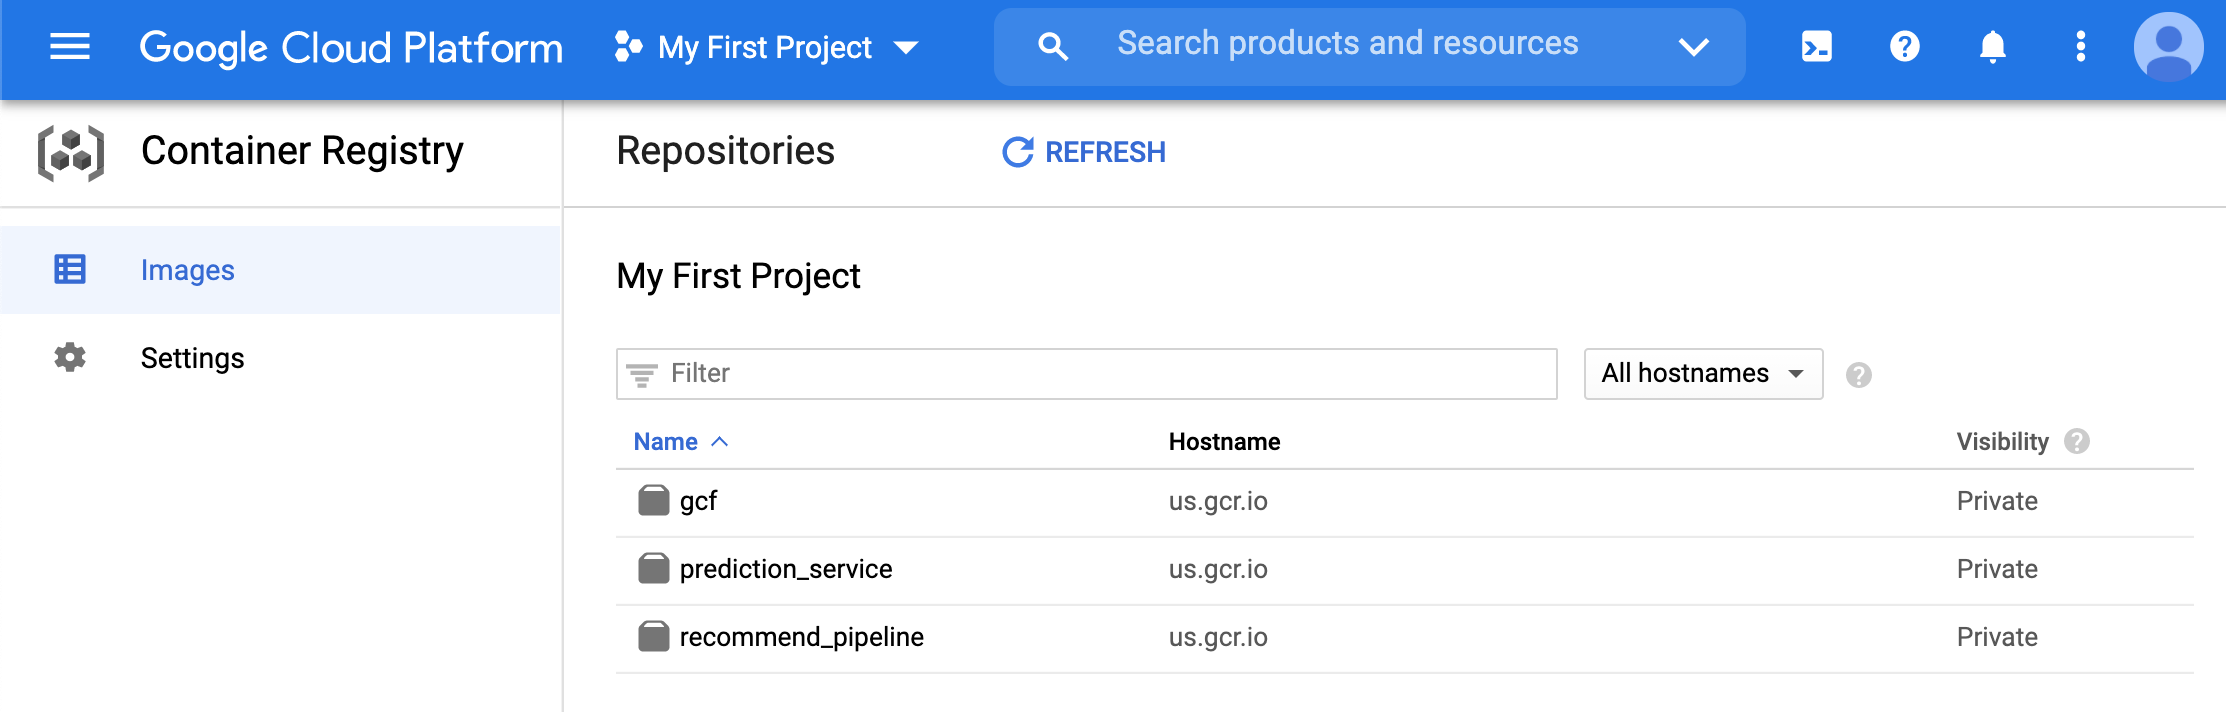 Google Cloud Platform My First Project Search products and resources
Container Registry
Images
Settings
Repositories REFRESH
My First Project
Filter All hostnames
Name Hostname Visibility
gcf us.gcr.io Private
prediction_service us.gcr.io Private
recommend_pipeline us.gcr.io Private